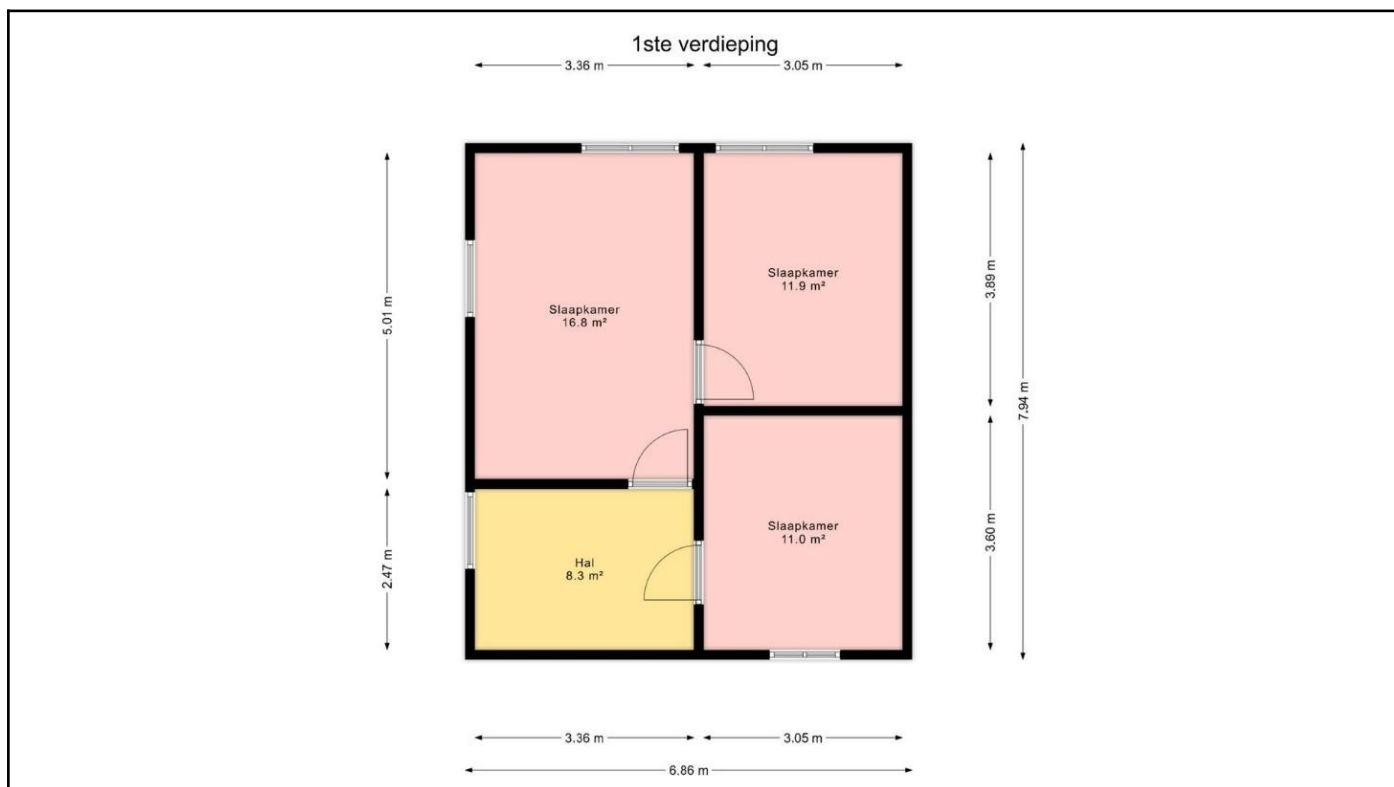 1ste verdieping
3.36 m
3.05 m
5.01 m
3.89 m
7.94 m
Slaapkamer
11.9 m²
Slaapkamer
16.8 m²
Slaapkamer
11.0 m²
3.60 m
2.47 m
Hal
8.3 m²
3.36 m
3.05 m
6.86 m